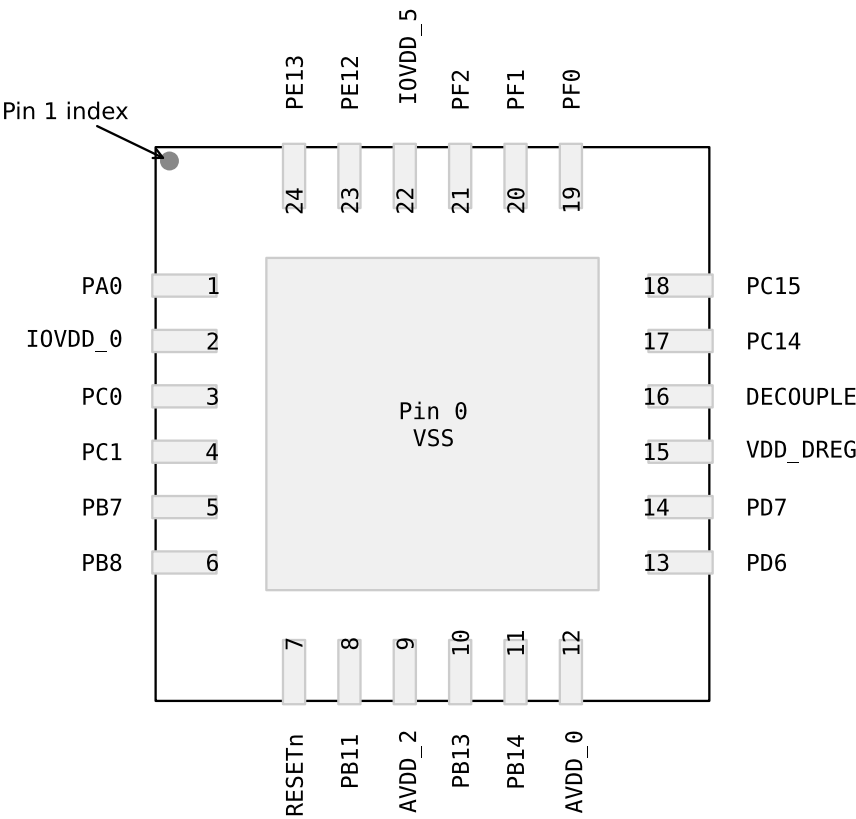 PE13
PE12
IOVDD_5
PF2
PF1
PF0
Pin 1 index
24
23
22
21
20
19
PA0 1
IOVDD_0 2
PC0 3
PC1 4
PB7 5
PB8 6
18 PC15
17 PC14
16 DECOUPLE
15 VDD_DREG
14 PD7
13 PD6
Pin 0
VSS
7
8
9
10
11
12
RESETn
PB11
AVDD_2
PB13
PB14
AVDD_0